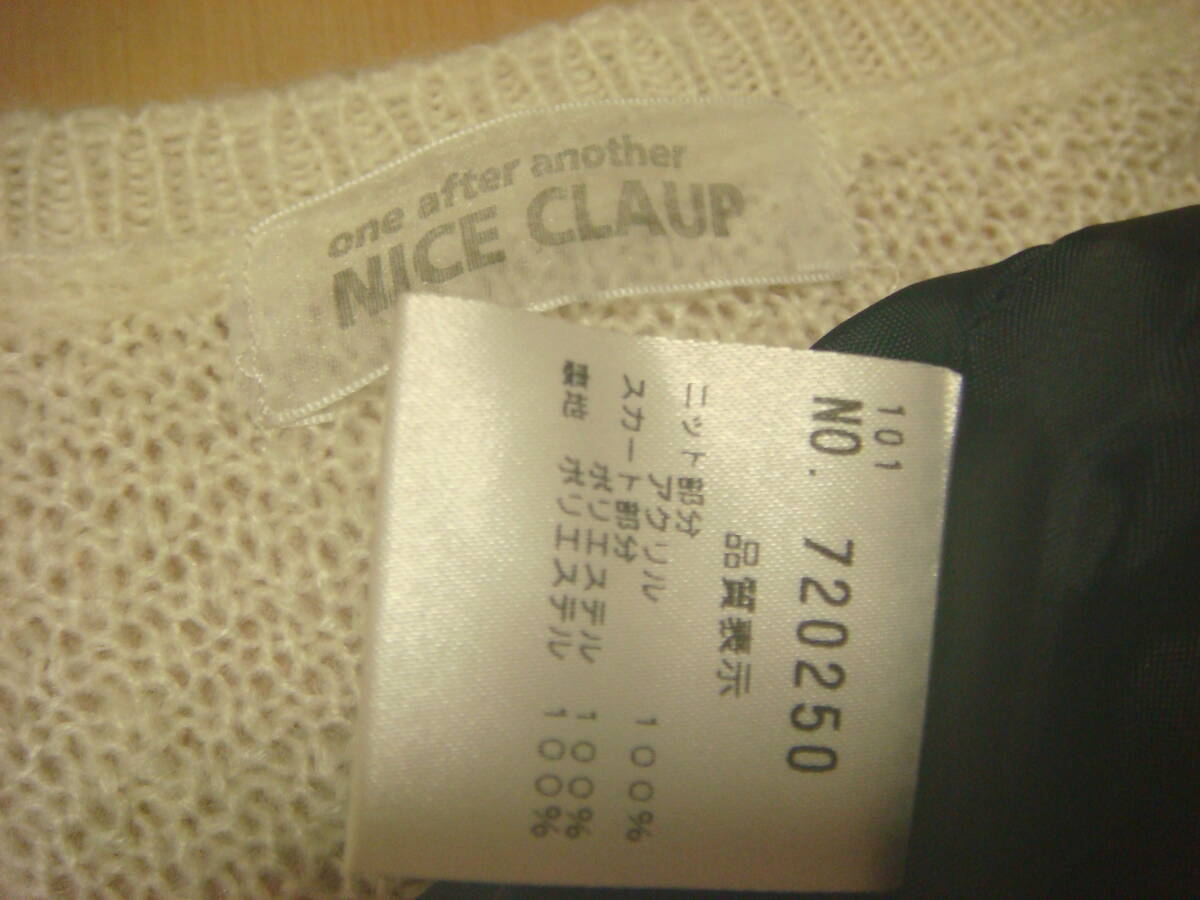 one after another
NICE CLAUP
101
NO. 720250
品質表示
ニット部分
アクリル 100%
スカート部分
ポリエステル 100%
裏地 ポリエステル 100%